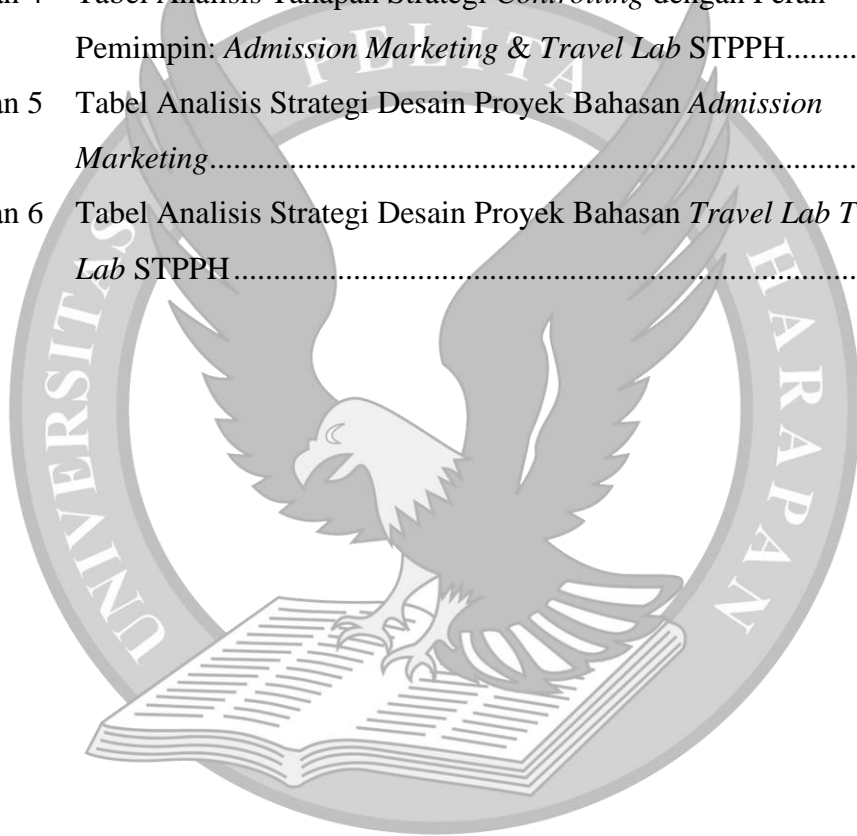 an 4 Tabel Analisis Tahapan Strategi Controlling dengan Peran
Pemimpin: Admission Marketing & Travel Lab STPPH.........
an 5 Tabel Analisis Strategi Desain Proyek Bahasan Admission
Marketing................................................................................
an 6 Tabel Analisis Strategi Desain Proyek Bahasan Travel Lab T
Lab STPPH............................................................................
UNIVERSITAS PELITA HARAPAN